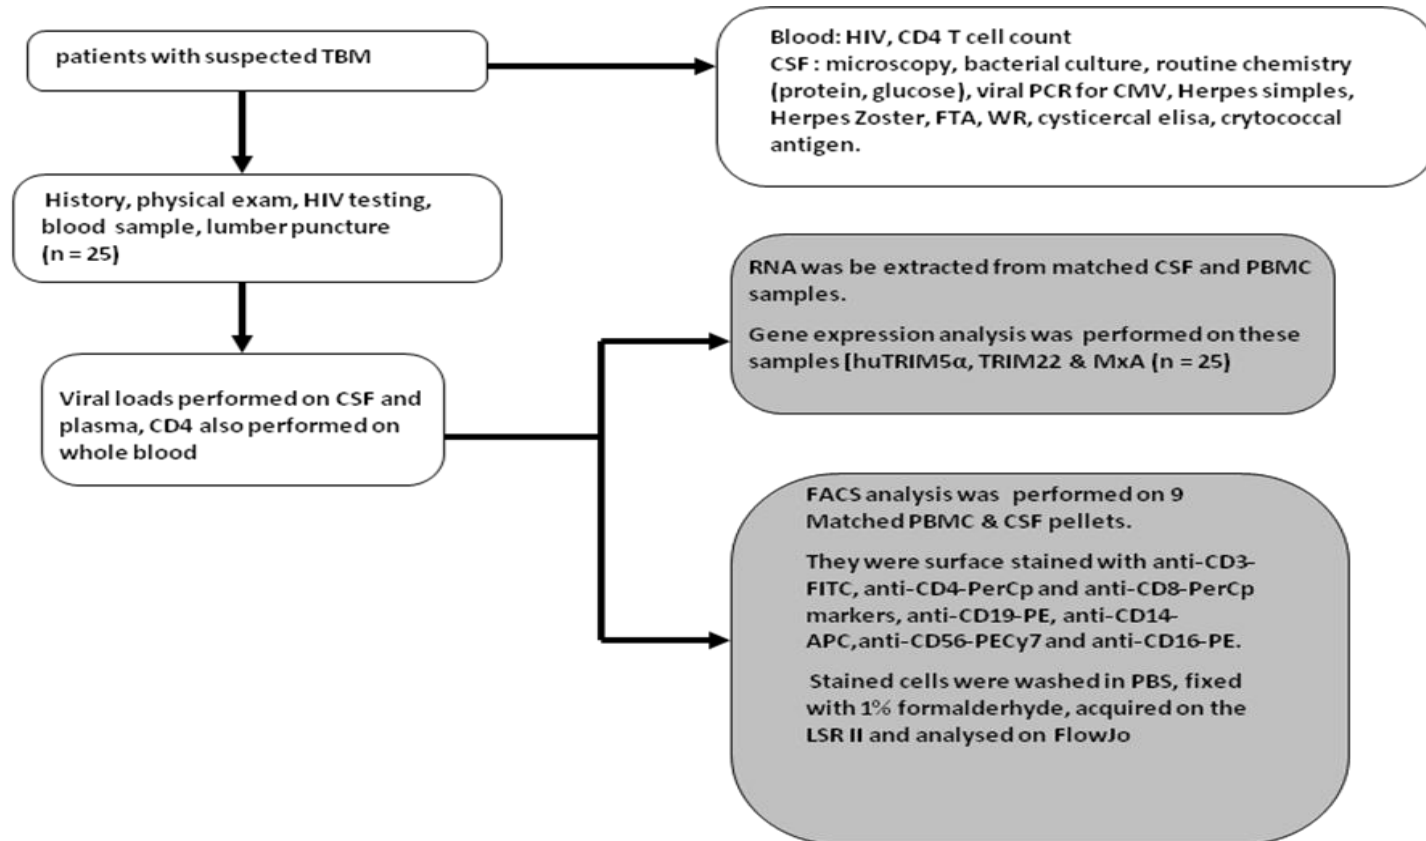 patients with suspected TBM
Blood: HIV, CD4 T cell count
CSF : microscopy, bacterial culture, routine chemistry
(protein, glucose), viral PCR for CMV, Herpes simples,
Herpes Zoster, FTA, WR, cysticercal elisa, crytococcal
antigen.
History, physical exam, HIV testing,
blood sample, lumber puncture
(n = 25)
Viral loads performed on CSF and
plasma, CD4 also performed on
whole blood
RNA was be extracted from matched CSF and PBMC
samples.
Gene expression analysis was performed on these
samples [huTRIM5α, TRIM22 & MxA (n = 25)
FACS analysis was performed on 9
Matched PBMC & CSF pellets.
They were surface stained with anti-CD3-
FITC, anti-CD4-PerCp and anti-CD8-PerCp
markers, anti-CD19-PE, anti-CD14-
APC,anti-CD56-PECy7 and anti-CD16-PE.
Stained cells were washed in PBS, fixed
with 1% formalderhyde, acquired on the
LSR II and analysed on FlowJo